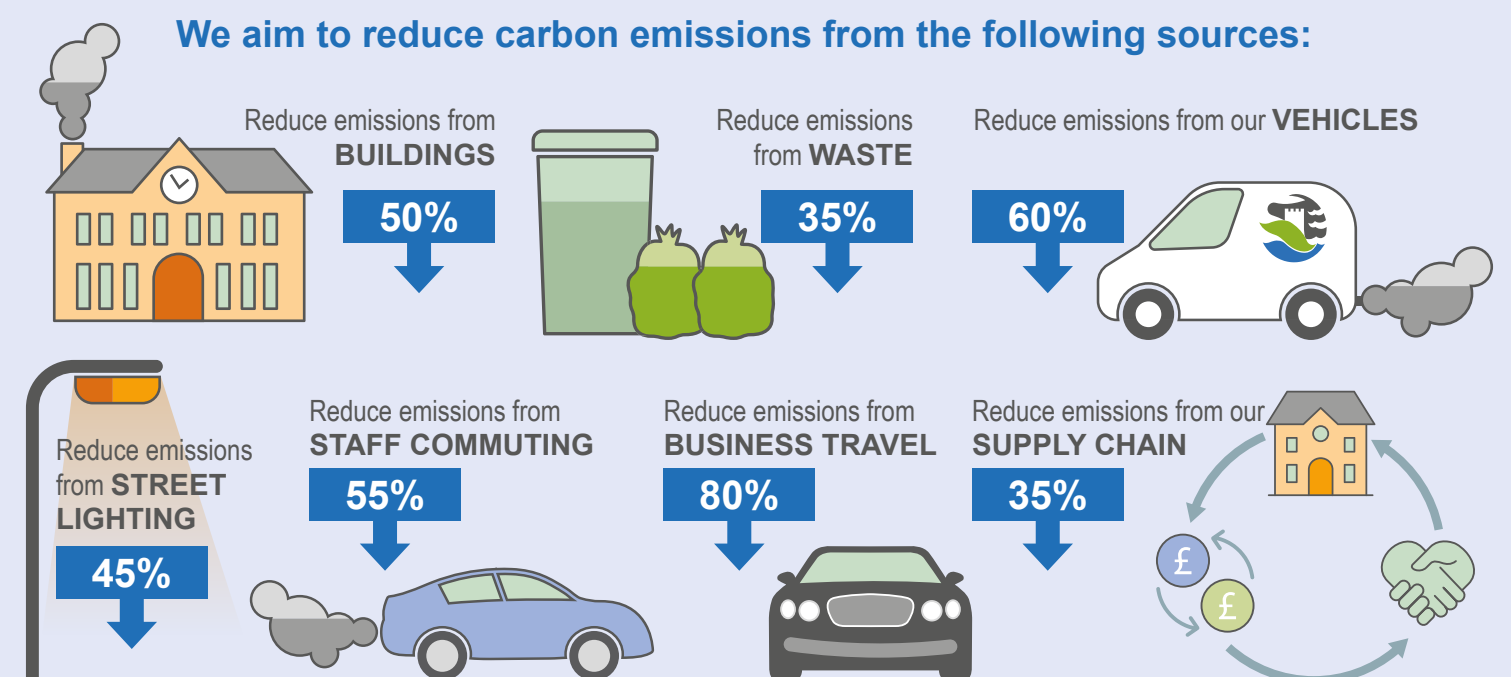 We aim to reduce carbon emissions from the following sources:
Reduce emissions from
BUILDINGS
50%
Reduce emissions
from WASTE
35%
Reduce emissions from our VEHICLES
60%
Reduce emissions
from STREET
LIGHTING
45%
Reduce emissions from
STAFF COMMUTING
55%
Reduce emissions from
BUSINESS TRAVEL
80%
Reduce emissions from our
SUPPLY CHAIN
35%
£
£